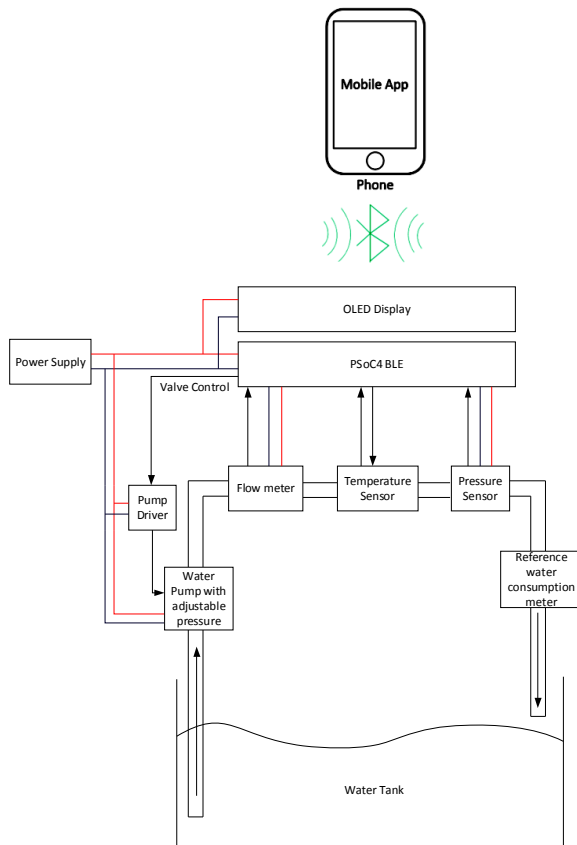 Mobile App
Phone
OLED Display
Power Supply
PSoC4 BLE
Valve Control
Flow meter
Temperature
Sensor
Pressure
Sensor
Pump
Driver
Water
Pump with
adjustable
pressure
Reference
water
consumption
meter
Water Tank